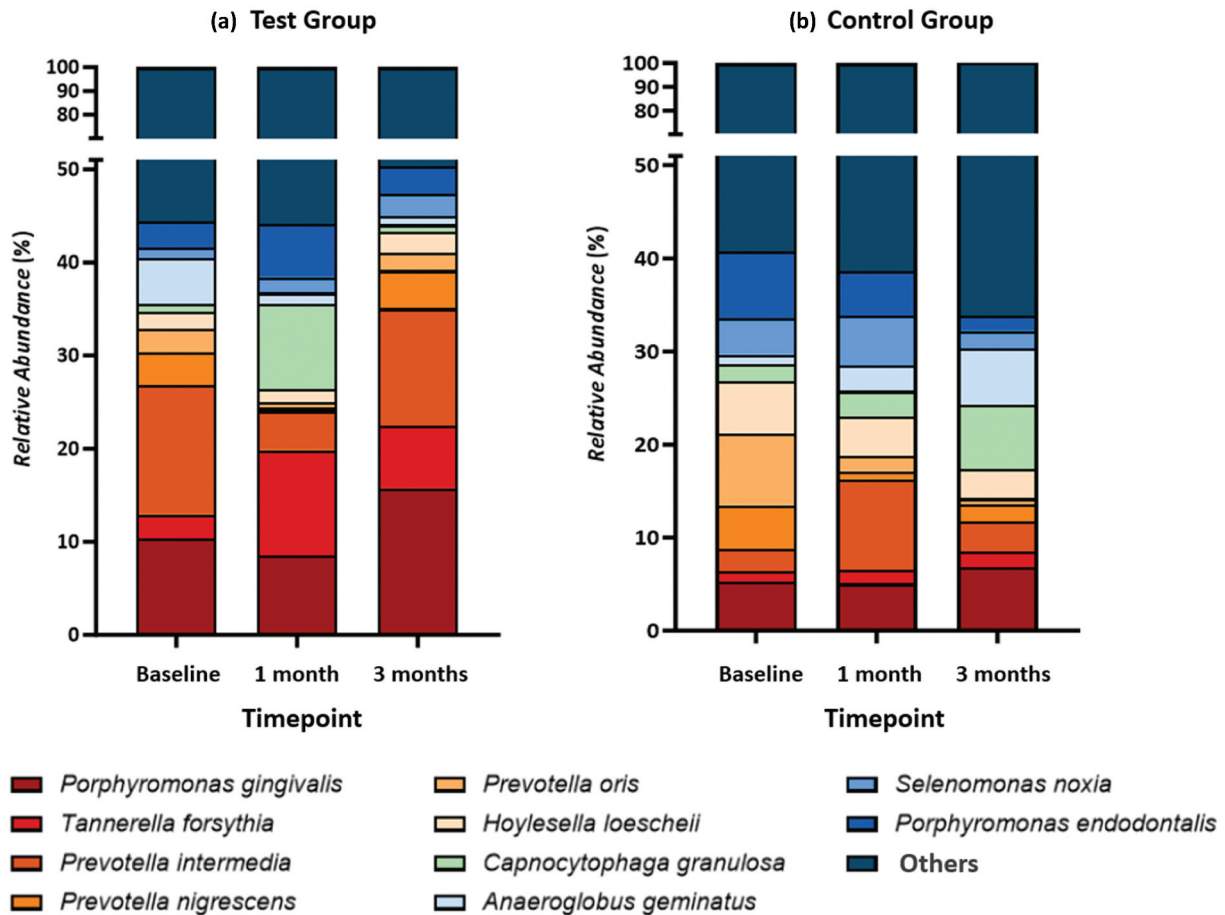 (a) Test Group
(b) Control Group
100
90
80
50
40
30
20
10
0
Relative Abundance (%)
Baseline
1 month
3 months
Timepoint
100
90
80
50
40
30
20
10
0
Relative Abundance (%)
Baseline
1 month
3 months
Timepoint
Porphyromonas gingivalis
Tannerella forsythia
Prevotella intermedia
Prevotella nigrescens
Prevotella oris
Hoylesella loescheii
Capnocytophaga granulosa
Anaeroglobus geminatus
Selenomonas noxia
Porphyromonas endodontalis
Others